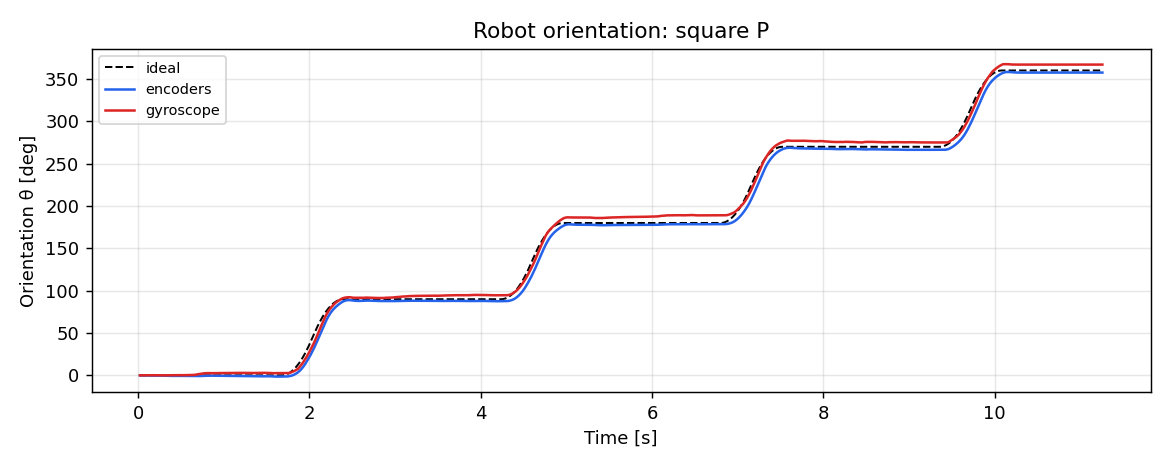 Robot orientation: square P
ideal
encoders
gyroscope
Orientation θ [deg]
350
300
250
200
150
100
50
0
0 2 4 6 8 10
Time [s]